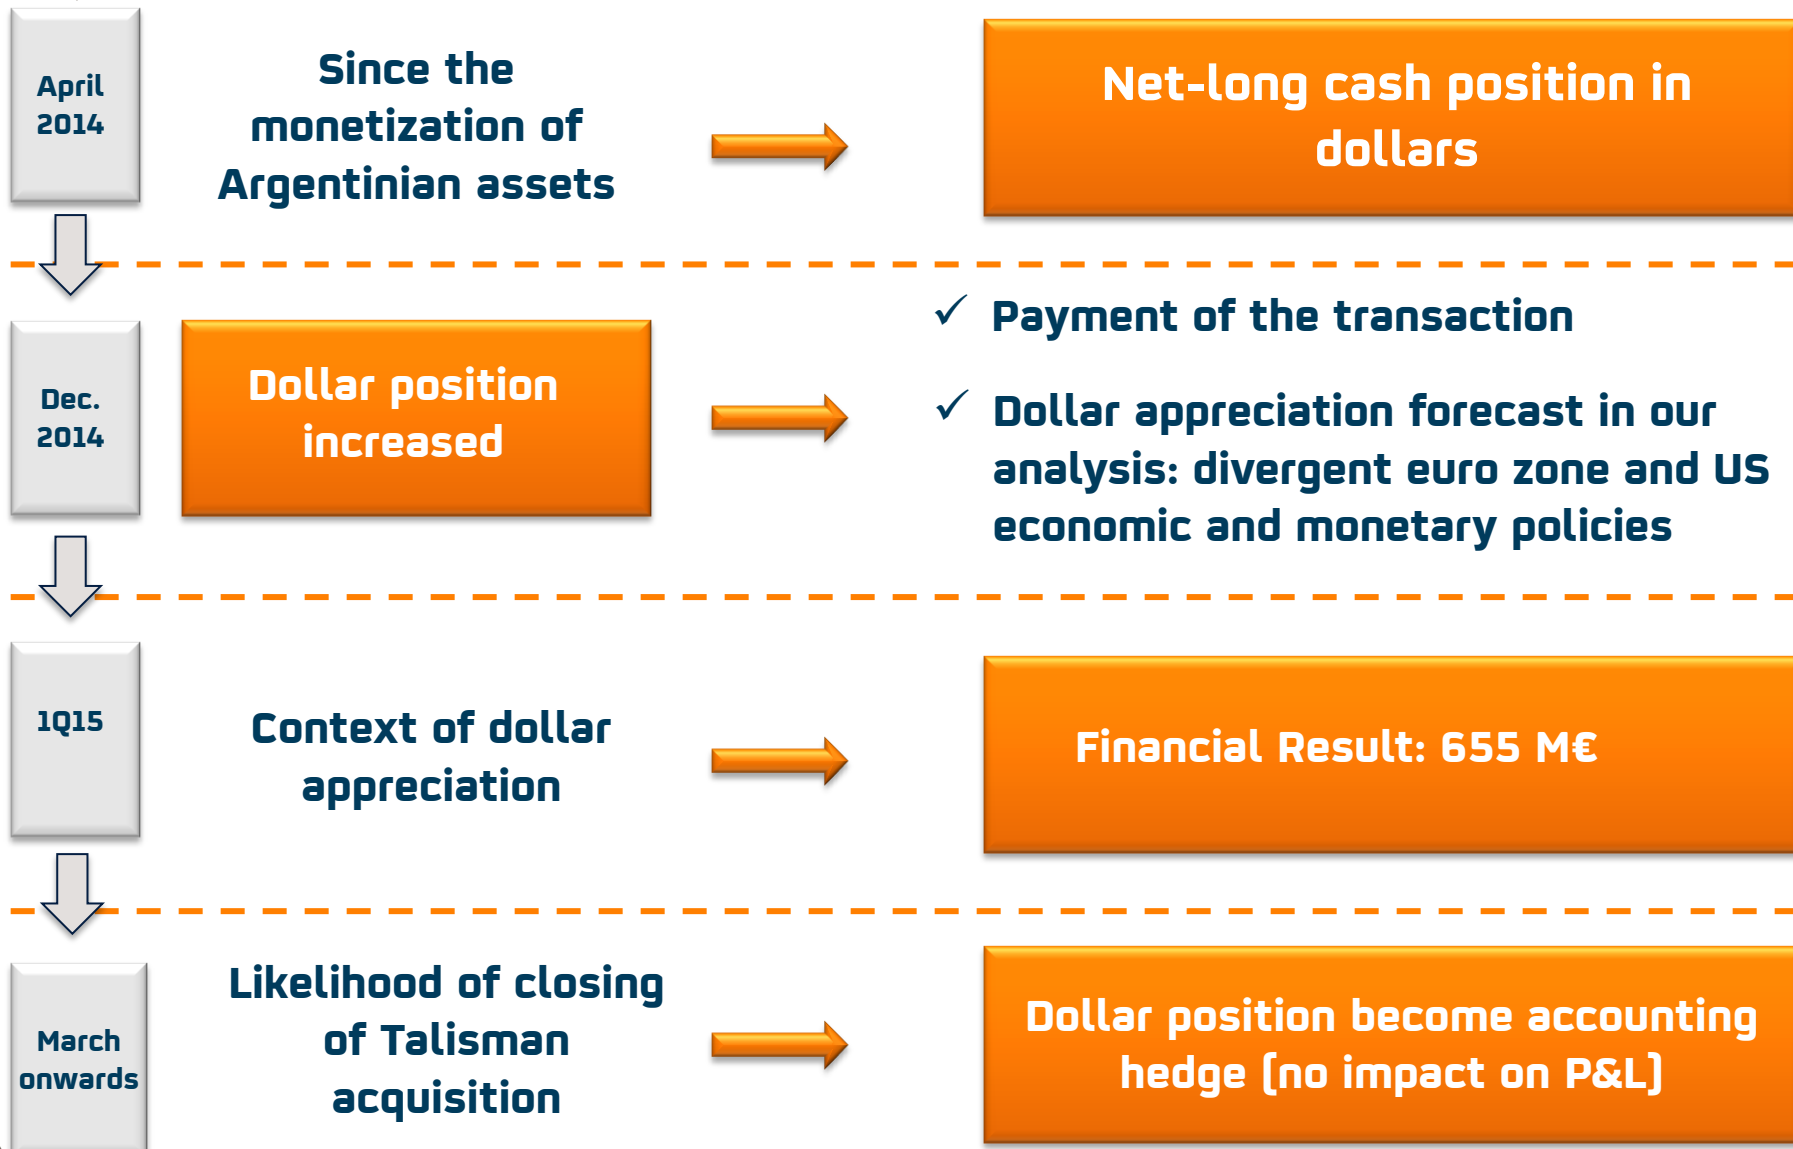 April
2014
Since the
monetization of
Argentinian assets
Net-long cash position in
dollars
Dec.
2014
Dollar position
increased
✓ Payment of the transaction
✓ Dollar appreciation forecast in our
analysis: divergent euro zone and US
economic and monetary policies
1Q15
Context of dollar
appreciation
Financial Result: 655 M€
March
onwards
Likelihood of closing
of Talisman
acquisition
Dollar position become accounting
hedge (no impact on P&L)